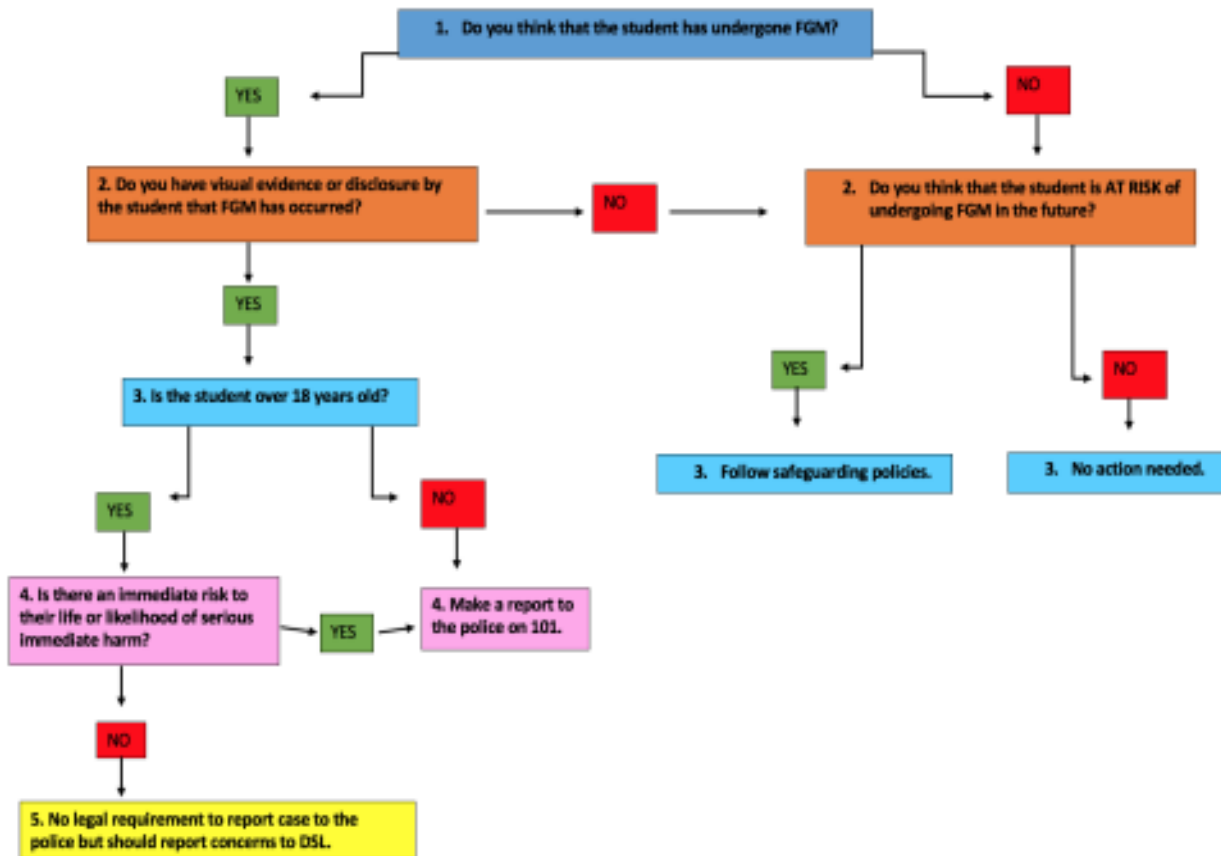 1. Do you think that the student has undergone FGM?
YES
NO
2. Do you have visual evidence or disclosure by
the student that FGM has occurred?
NO
2. Do you think that the student is AT RISK of
undergoing FGM in the future?
YES
3. Is the student over 18 years old?
YES
NO
3. Follow safeguarding policies.
3. No action needed.
YES
NO
4. Is there an immediate risk to
their life or likelihood of serious
immediate harm?
YES
4. Make a report to
the police on 101.
NO
5. No legal requirement to report case to the
police but should report concerns to DSL.